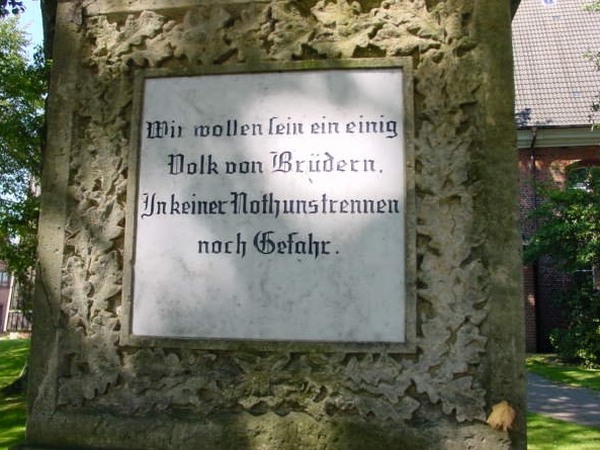 Wir wollen sein ein einig
Volk von Brüdern,
In keiner Noth uns trennen
noch Gefahr.